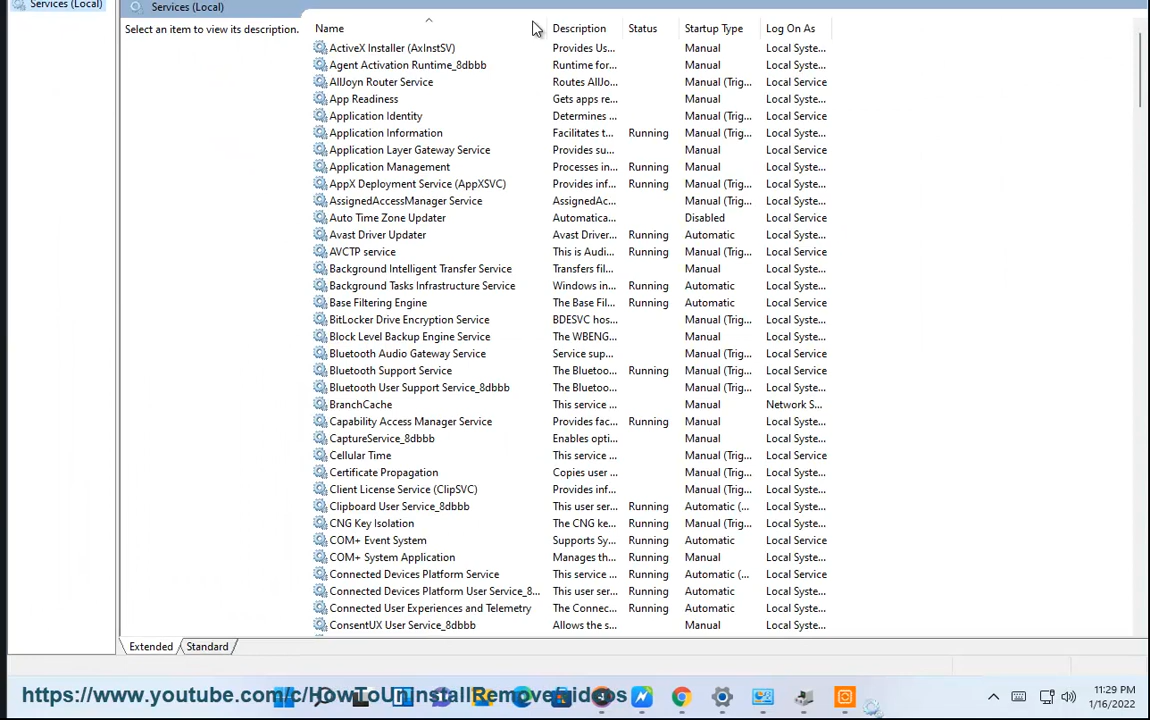 Services (Local)
Services (Local)
Select an item to view its description.
Name Description Status Startup Type Log On As
ActiveX Installer (AxInstSV) Provides Us... Manual Local Syste...
Agent Activation Runtime_8dbbb Runtime for... Manual Local Syste...
AllJoyn Router Service Routes AllJo... Manual (Trig... Local Service
App Readiness Gets apps re... Manual Local Syste...
Application Identity Determines ... Manual (Trig... Local Service
Application Information Facilitates t... Running Manual (Trig... Local Syste...
Application Layer Gateway Service Provides su... Manual Local Service
Application Management Processes in... Running Manual Local Syste...
AppX Deployment Service (AppXSVC) Provides inf... Running Manual (Trig... Local Syste...
AssignedAccessManager Service AssignedAc... Manual (Trig... Local Syste...
Auto Time Zone Updater Automatica... Disabled Local Service
Avast Driver Updater Avast Driver... Running Automatic Local Syste...
AVCTP service This is Audi... Running Manual (Trig... Local Service
Background Intelligent Transfer Service Transfers fil... Manual Local Syste...
Background Tasks Infrastructure Service Windows in... Running Automatic Local Syste...
Base Filtering Engine The Base Fil... Running Automatic Local Service
BitLocker Drive Encryption Service BDESVC hos... Manual (Trig... Local Syste...
Block Level Backup Engine Service The WBENG... Manual Local Syste...
Bluetooth Audio Gateway Service Service sup... Manual (Trig... Local Service
Bluetooth Support Service The Bluetoo... Running Manual (Trig... Local Service
Bluetooth User Support Service_8dbbb The Bluetoo... Manual (Trig... Local Syste...
BranchCache This service ... Manual Network S...
Capability Access Manager Service Provides fac... Running Manual Local Syste...
CaptureService_8dbbb Enables opti... Manual Local Syste...
Cellular Time This service ... Manual (Trig... Local Service
Certificate Propagation Copies user ... Manual (Trig... Local Syste...
Client License Service (ClipSVC) Provides inf... Manual (Trig... Local Syste...
Clipboard User Service_8dbbb This user ser... Running Automatic (... Local Syste...
CNG Key Isolation The CNG ke... Running Manual (Trig... Local Syste...
COM+ Event System Supports Sy... Running Automatic Local Service
COM+ System Application Manages th... Running Manual Local Syste...
Connected Devices Platform Service This service ... Running Automatic (... Local Service
Connected Devices Platform User Service_8... This user ser... Running Automatic Local Syste...
Connected User Experiences and Telemetry The Connec... Running Automatic Local Syste...
ConsentUX User Service_8dbbb Allows the s... Manual Local Syste...
Extended Standard
https://www.youtube.com/c/HowToUninstallRemovevideos
11:29 PM
1/16/2022